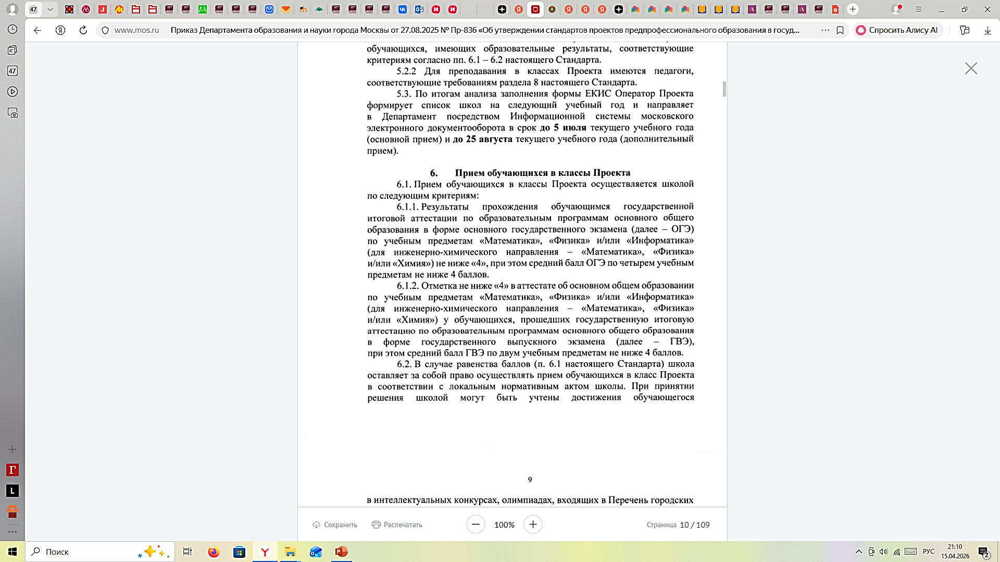 47
www.mos.ru Приказ Департамента образования и науки города Москвы от 27.08.2025 № Пр-836 «Об утверждении стандартов проектов предпрофессионального образования в госуд...
Спросить Алису AI
47
обучающихся, имеющих образовательные результаты, соответствующие
критериям согласно пп. 6.1 – 6.2 настоящего Стандарта.
5.2.2 Для преподавания в классах Проекта имеются педагоги,
соответствующие требованиям раздела 8 настоящего Стандарта.
5.3. По итогам анализа заполнения формы ЕКИС Оператор Проекта
формирует список школ на следующий учебный год и направляет
в Департамент посредством Информационной системы московского
электронного документооборота в срок до 5 июля текущего учебного года
(основной прием) и до 25 августа текущего учебного года (дополнительный
прием).
6. Прием обучающихся в классы Проекта
6.1. Прием обучающихся в классы Проекта осуществляется школой
по следующим критериям:
6.1.1. Результаты прохождения обучающимся государственной
итоговой аттестации по образовательным программам основного общего
образования в форме основного государственного экзамена (далее – ОГЭ)
по учебным предметам «Математика», «Физика» и/или «Информатика»
(для инженерно-химического направления – «Математика», «Физика»
и/или «Химия») не ниже «4», при этом средний балл ОГЭ по четырем учебным
предметам не ниже 4 баллов.
6.1.2. Отметка не ниже «4» в аттестате об основном общем образовании
по учебным предметам «Математика», «Физика» и/или «Информатика»
(для инженерно-химического направления – «Математика», «Физика»
и/или «Химия») у обучающихся, прошедших государственную итоговую
аттестацию по образовательным программам основного общего образования
в форме государственного выпускного экзамена (далее – ГВЭ),
при этом средний балл ГВЭ по двум учебным предметам не ниже 4 баллов.
6.2. В случае равенства баллов (п. 6.1 настоящего Стандарта) школа
оставляет за собой право осуществлять прием обучающихся в класс Проекта
в соответствии с локальным нормативным актом школы. При принятии
решения школой могут быть учтены достижения обучающегося
9
в интеллектуальных конкурсах, олимпиадах, входящих в Перечень городских
Сохранить Распечатать 100% Страница 10 / 109
Поиск
РУС
21:10
15.04.2026
2